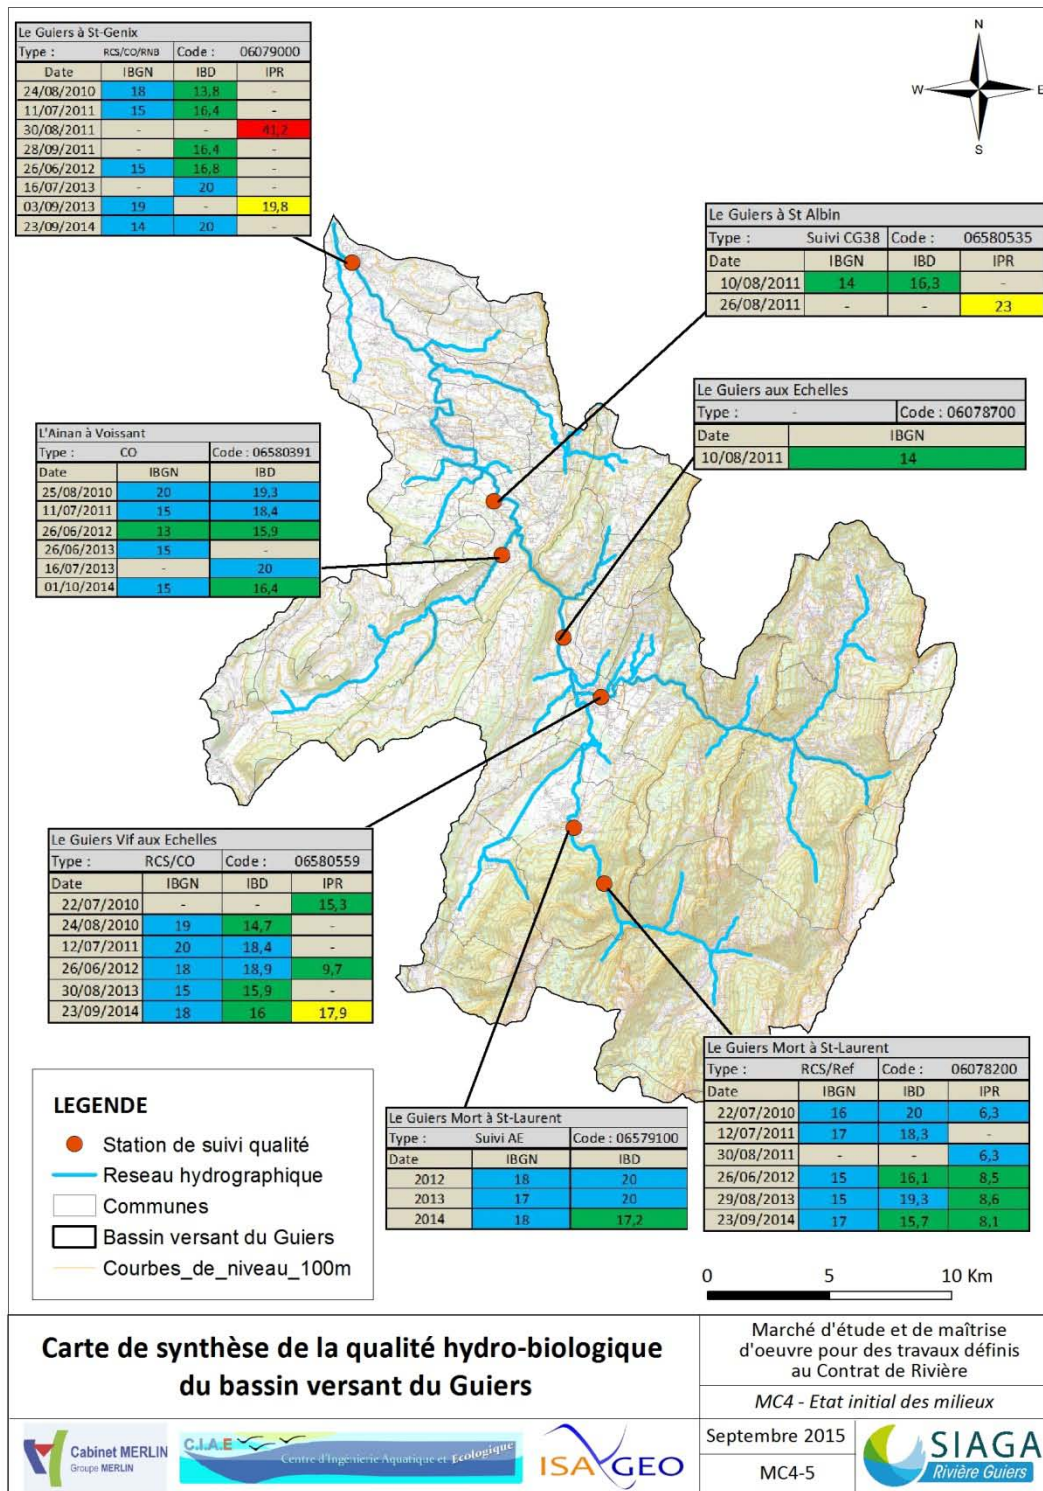 Le Guiers à St-Genix
Type : RCS/CO/RNB Code : 06079000
Date IBGN IBD IPR
24/08/2010 18 13,8 -
11/07/2011 15 16,4 -
30/08/2011 - - 41,2
28/09/2011 - 16,4 -
26/06/2012 15 16,8 -
16/07/2013 - 20 -
03/09/2013 19 - 19,8
23/09/2014 14 20 -
N
W E
S
Le Guiers à St Albin
Type : Suivi CG38 Code : 06580535
Date IBGN IBD IPR
10/08/2011 14 16,3 -
26/08/2011 - - 23
Le Guiers aux Echelles
Type : - Code : 06078700
Date IBGN
10/08/2011 14
L'Ainan à Voissant
Type : CO Code : 06580391
Date IBGN IBD
25/08/2010 20 19,3
11/07/2011 15 18,4
26/06/2012 13 15,9
26/06/2013 15 -
16/07/2013 - 20
01/10/2014 15 16,4
Le Guiers Vif aux Echelles
Type : RCS/CO Code : 06580559
Date IBGN IBD IPR
22/07/2010 - - 15,3
24/08/2010 19 14,7 -
12/07/2011 20 18,4 -
26/06/2012 18 18,9 9,7
30/08/2013 15 15,9 -
23/09/2014 18 16 17,9
Le Guiers Mort à St-Laurent
Type : RCS/Ref Code : 06078200
Date IBGN IBD IPR
22/07/2010 16 20 6,3
12/07/2011 17 18,3 -
30/08/2011 - - 6,3
26/06/2012 15 16,1 8,5
29/08/2013 15 19,3 8,6
23/09/2014 17 15,7 8,1
Le Guiers Mort à St-Laurent
Type : Suivi AE Code : 06579100
Date IBGN IBD
2012 18 20
2013 17 20
2014 18 17,2
LEGENDE
Station de suivi qualité
Reseau hydrographique
Communes
Bassin versant du Guiers
Courbes_de_niveau_100m
0 5 10 Km
Carte de synthèse de la qualité hydro-biologique
du bassin versant du Guiers
Marché d'étude et de maîtrise
d'oeuvre pour des travaux définis
au Contrat de Rivière
MC4 - Etat initial des milieux
Septembre 2015
MC4-5
Cabinet MERLIN
Groupe MERLIN
C.I.A.E
Centre d'Ingénierie Aquatique et Ecologique
ISA GEO
SIAGA
Rivière Guiers